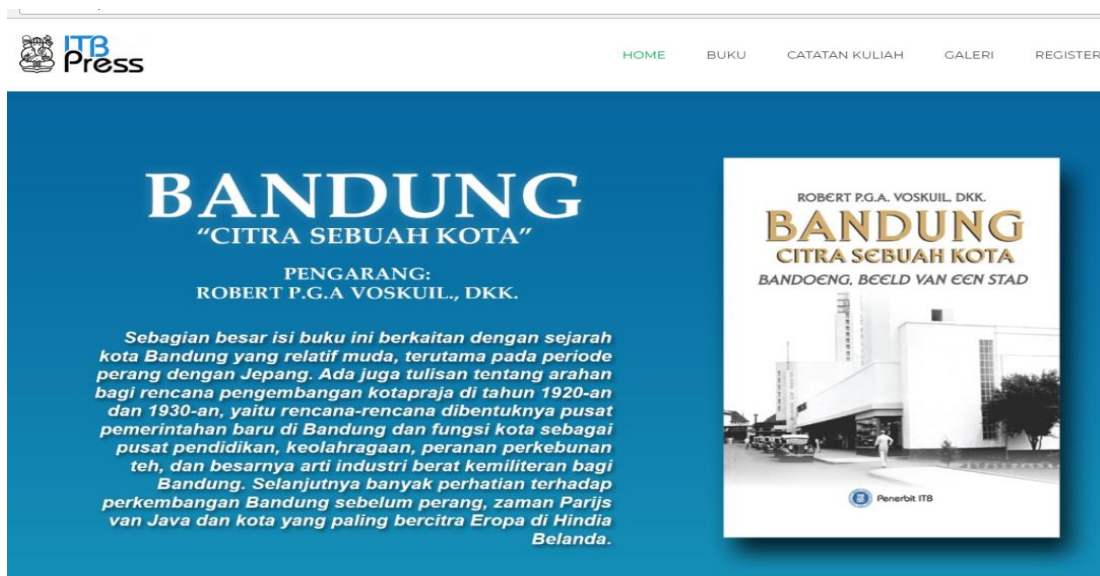 ITB
Press
HOME BUKU CATATAN KULIAH GALERI REGISTER
BANDUNG
“CITRA SEBUAH KOTA”
PENGARANG:
ROBERT P.G.A VOSKUIL., DKK.
Sebagian besar isi buku ini berkaitan dengan sejarah
kota Bandung yang relatif muda, terutama pada periode
perang dengan Jepang. Ada juga tulisan tentang arahan
bagi rencana pengembangan kotapraja di tahun 1920-an
dan 1930-an, yaitu rencana-rencana dibentuknya pusat
pemerintahan baru di Bandung dan fungsi kota sebagai
pusat pendidikan, keolahragaan, peranan perkebunan
teh, dan besarnya arti industri berat kemiliteran bagi
Bandung. Selanjutnya banyak perhatian terhadap
perkembangan Bandung sebelum perang, zaman Parijs
van Java dan kota yang paling bercitra Eropa di Hindia
Belanda.
ROBERT P.G.A. VOSKUIL, DKK.
BANDUNG
CITRA SEBUAH KOTA
BANDOENG, BEELD VAN EEN STAD
Penerbit ITB